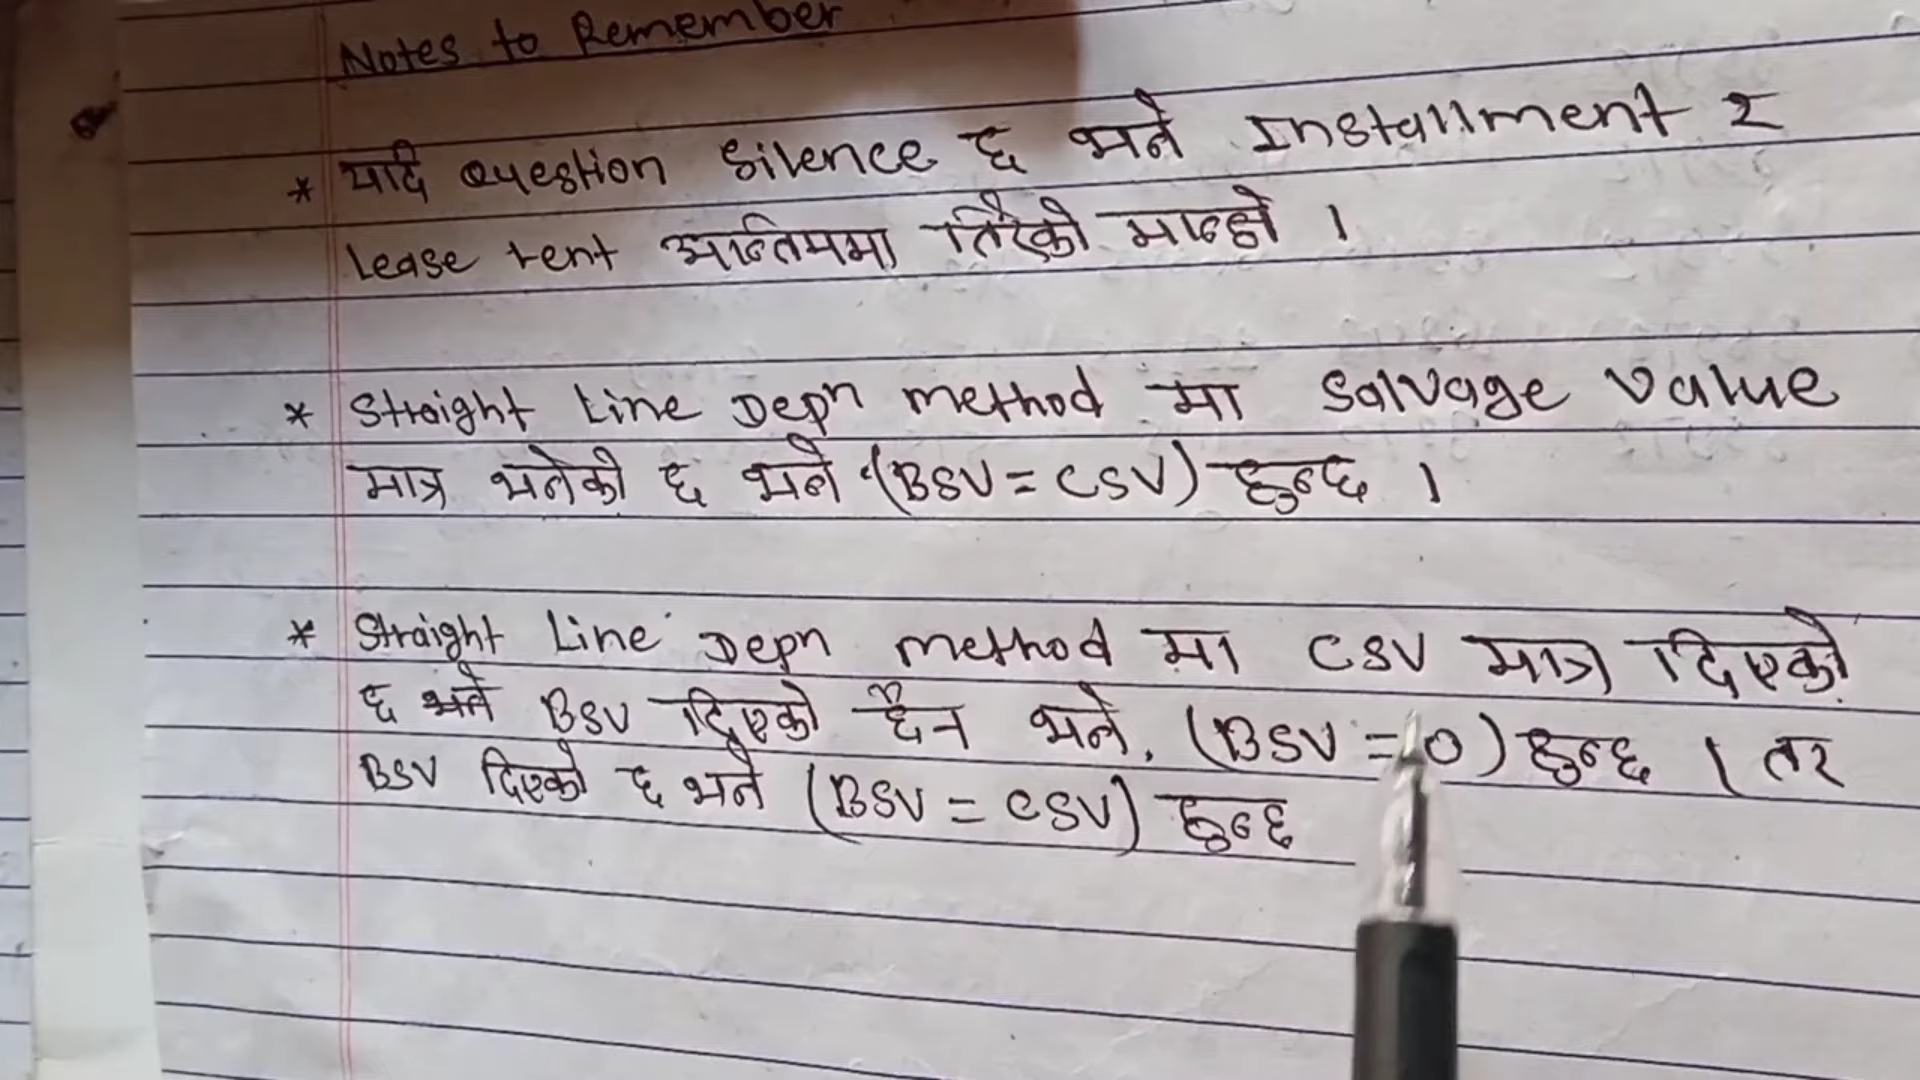 Notes to Remember
* यदि Question Silence छ भने Installment र
Lease rent अन्तिममा तिरेको मान्ने ।
* Straight Line Depn method मा Salvage Value
मात्र भनेको छ भने (BSV = CSV) हुन्छ ।
* Straight Line Depn method मा CSV मात्र दिएको
छ भने BSV दिएको छैन भने, (BSV = 0) हुन्छ । तर
BSV दिएको छ भने (BSV = CSV) हुन्छ